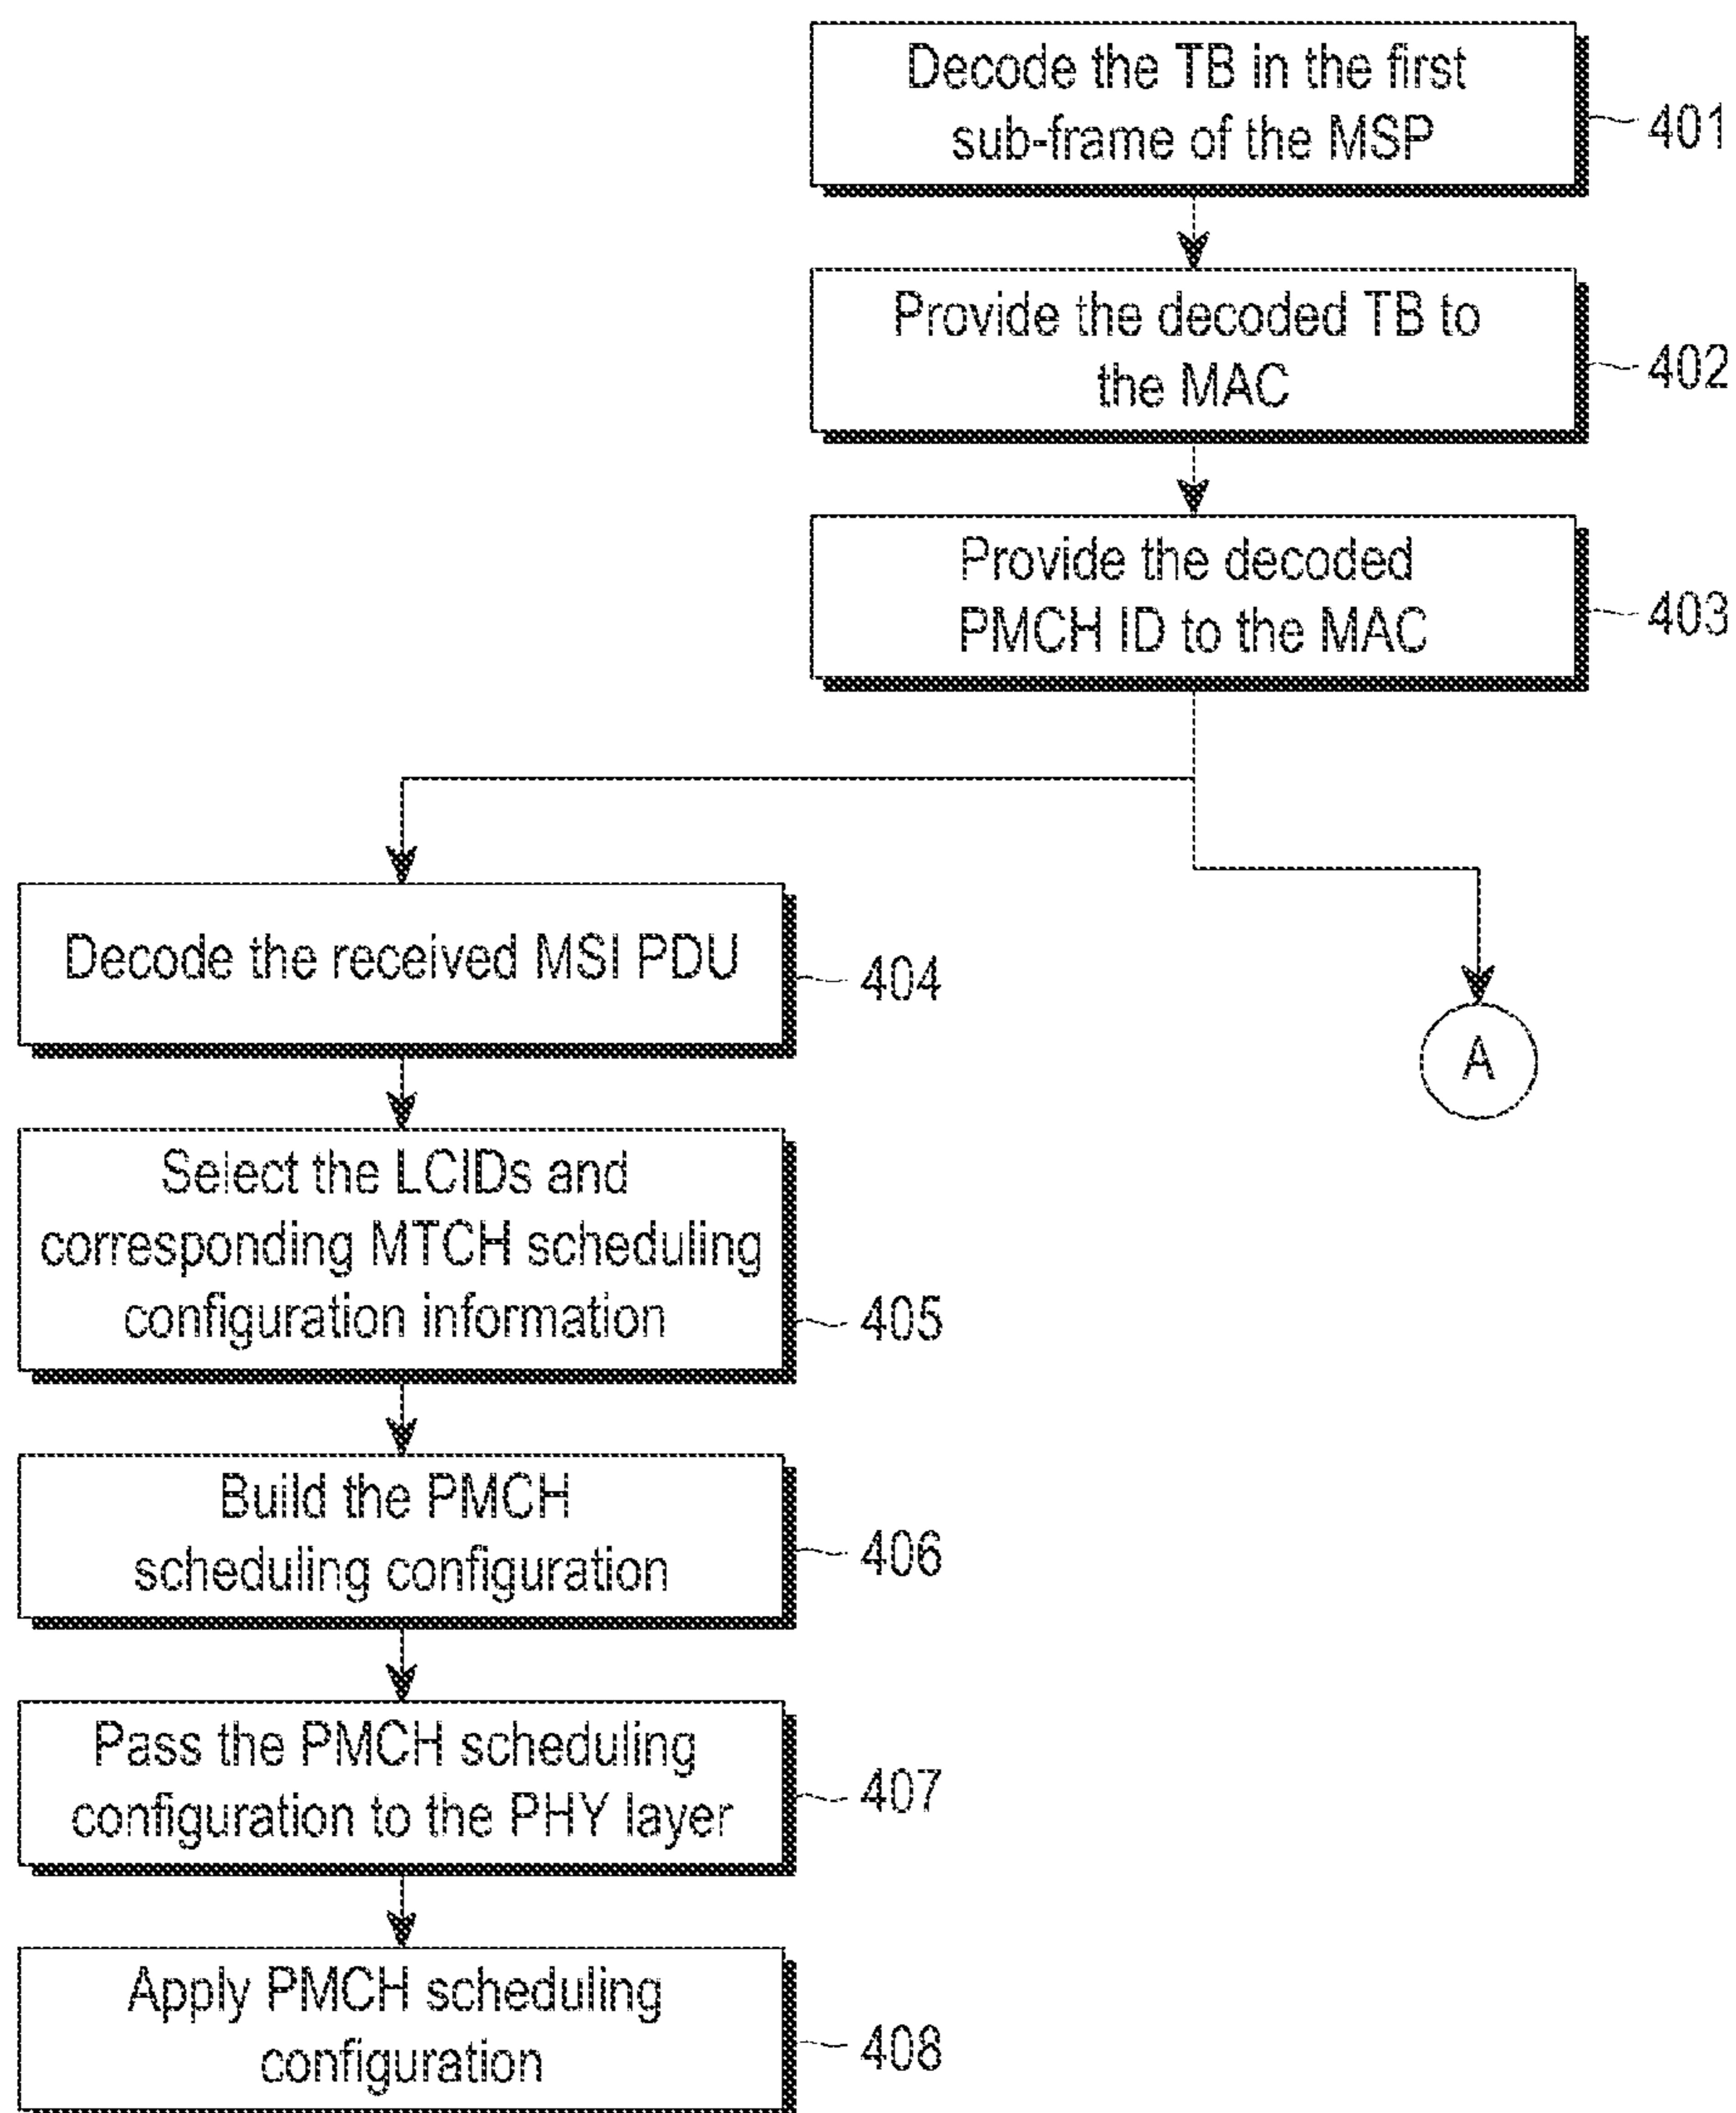 Decode the TB in the first
sub-frame of the MSP
401
Provide the decoded TB to
the MAC
402
Provide the decoded
PMCH ID to the MAC
403
Decode the received MSI PDU
404
A
Select the LCIDs and
corresponding MTCH scheduling
configuration information
405
Build the PMCH
scheduling configuration
406
Pass the PMCH scheduling
configuration to the PHY layer
407
Apply PMCH scheduling
configuration
408